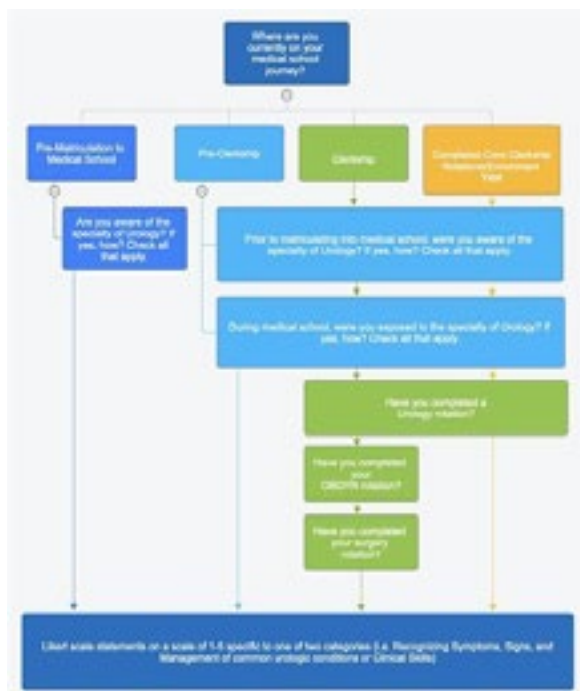 Where are you
currently on your
medical school
journey?
Pre-Matriculation to
Medical School
Pre-Clerkship
Clerkship
Completed Core Clerkship
Are you aware of the
specialty of Urology? If
yes, how? Check all
that apply.
Prior to matriculating into medical school, were you aware of the
specialty of Urology? If yes, how? Check all that apply.
During medical school, were you exposed to the specialty of Urology? If
yes, how? Check all that apply.
Have you completed a
Urology rotation?
Have you completed
your
OBGYN rotation?
Have you completed
your surgery
rotation?
Likert scale statements on a scale of 1-5 specific to one of two categories (i.e. Recognizing Symptoms, Signs, and
Management of common urologic conditions or Clinical Skills)